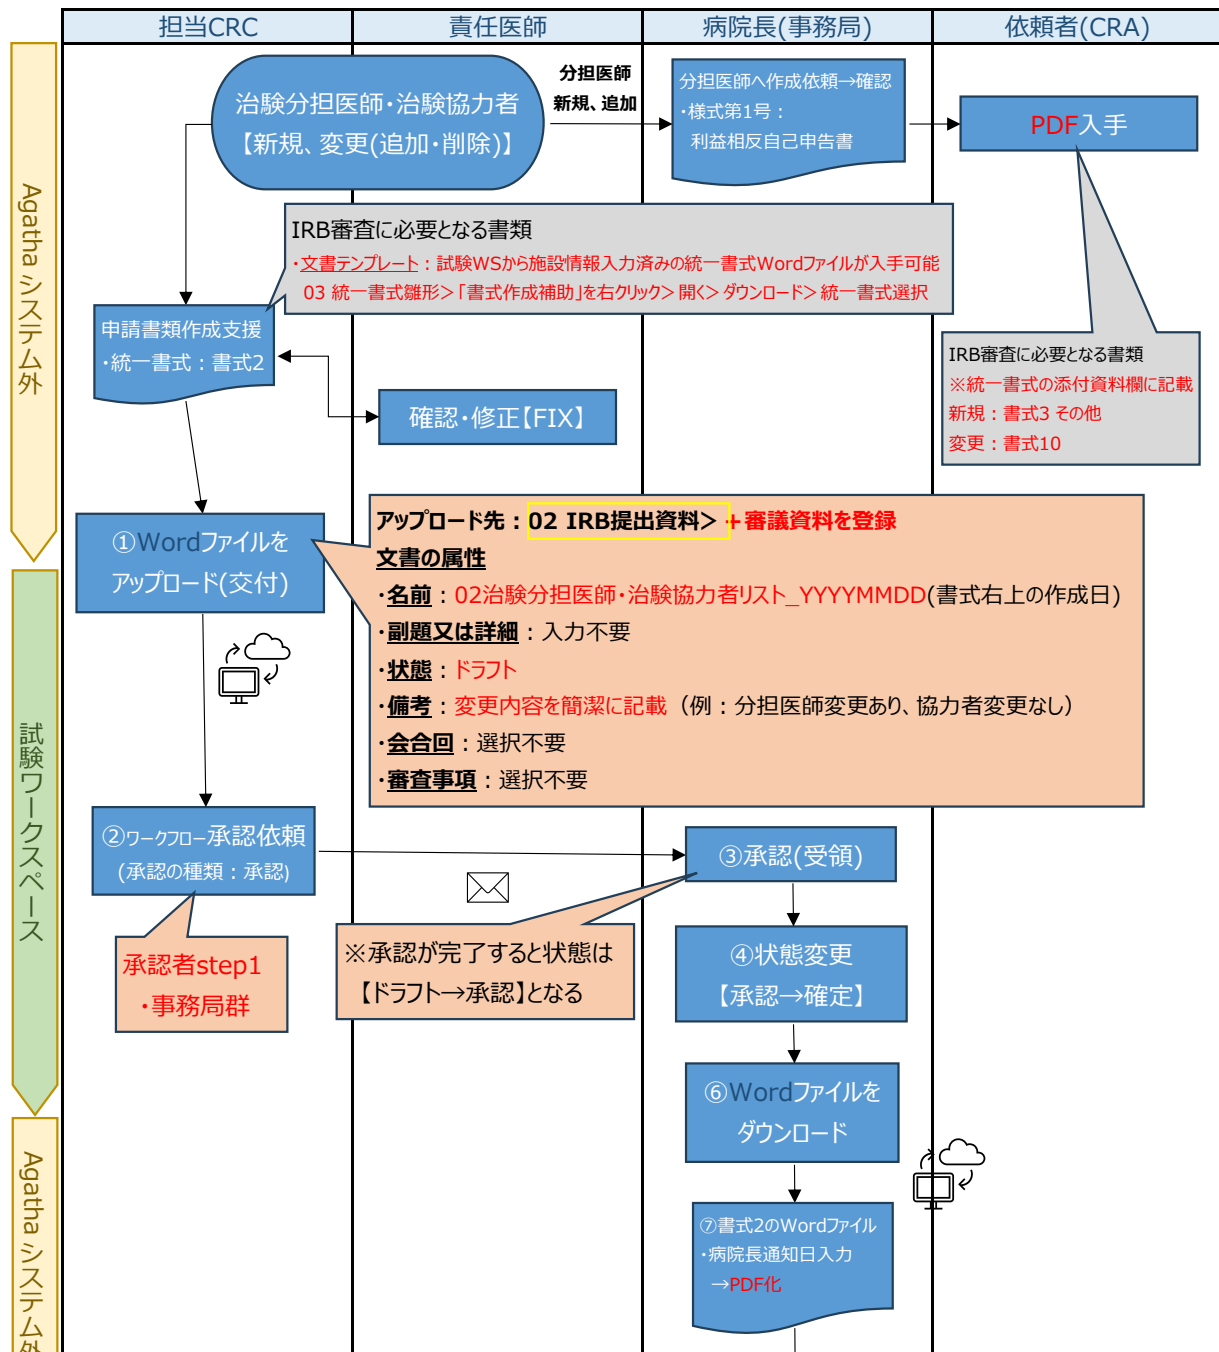 担当CRC
責任医師
病院長(事務局)
依頼者(CRA)
Agatha システム外
治験分担医師・治験協力者
【新規、変更(追加・削除)】
分担医師
新規、追加
分担医師へ作成依頼→確認
・様式第1号：
利益相反自己申告書
PDF入手
IRB審査に必要となる書類
・文書テンプレート：試験WSから施設情報入力済みの統一書式Wordファイルが入手可能
03 統一書式雛形＞「書式作成補助」を右クリック＞開く＞ダウンロード＞統一書式選択
申請書類作成支援
・統一書式：書式2
確認・修正【FIX】
IRB審査に必要となる書類
※統一書式の添付資料欄に記載
新規：書式3 その他
変更：書式10
試験ワークスペース
①Wordファイルを
アップロード(交付)
アップロード先：02 IRB提出資料＞＋審議資料を登録
文書の属性
・名前：02治験分担医師・治験協力者リスト_YYYYMMDD(書式右上の作成日)
・副題又は詳細：入力不要
・状態：ドラフト
・備考：変更内容を簡潔に記載（例：分担医師変更あり、協力者変更なし）
・会合回：選択不要
・審査事項：選択不要
②ワークフロー承認依頼
(承認の種類：承認)
③承認(受領)
承認者step1
・事務局群
※承認が完了すると状態は
【ドラフト→承認】となる
④状態変更
【承認→確定】
⑥Wordファイルを
ダウンロード
Agatha システム外
⑦書式2のWordファイル
・病院長通知日入力
→PDF化